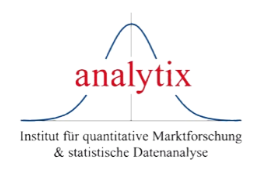 analytix
Institut für quantitative Marktforschung
& statistische Datenanalyse